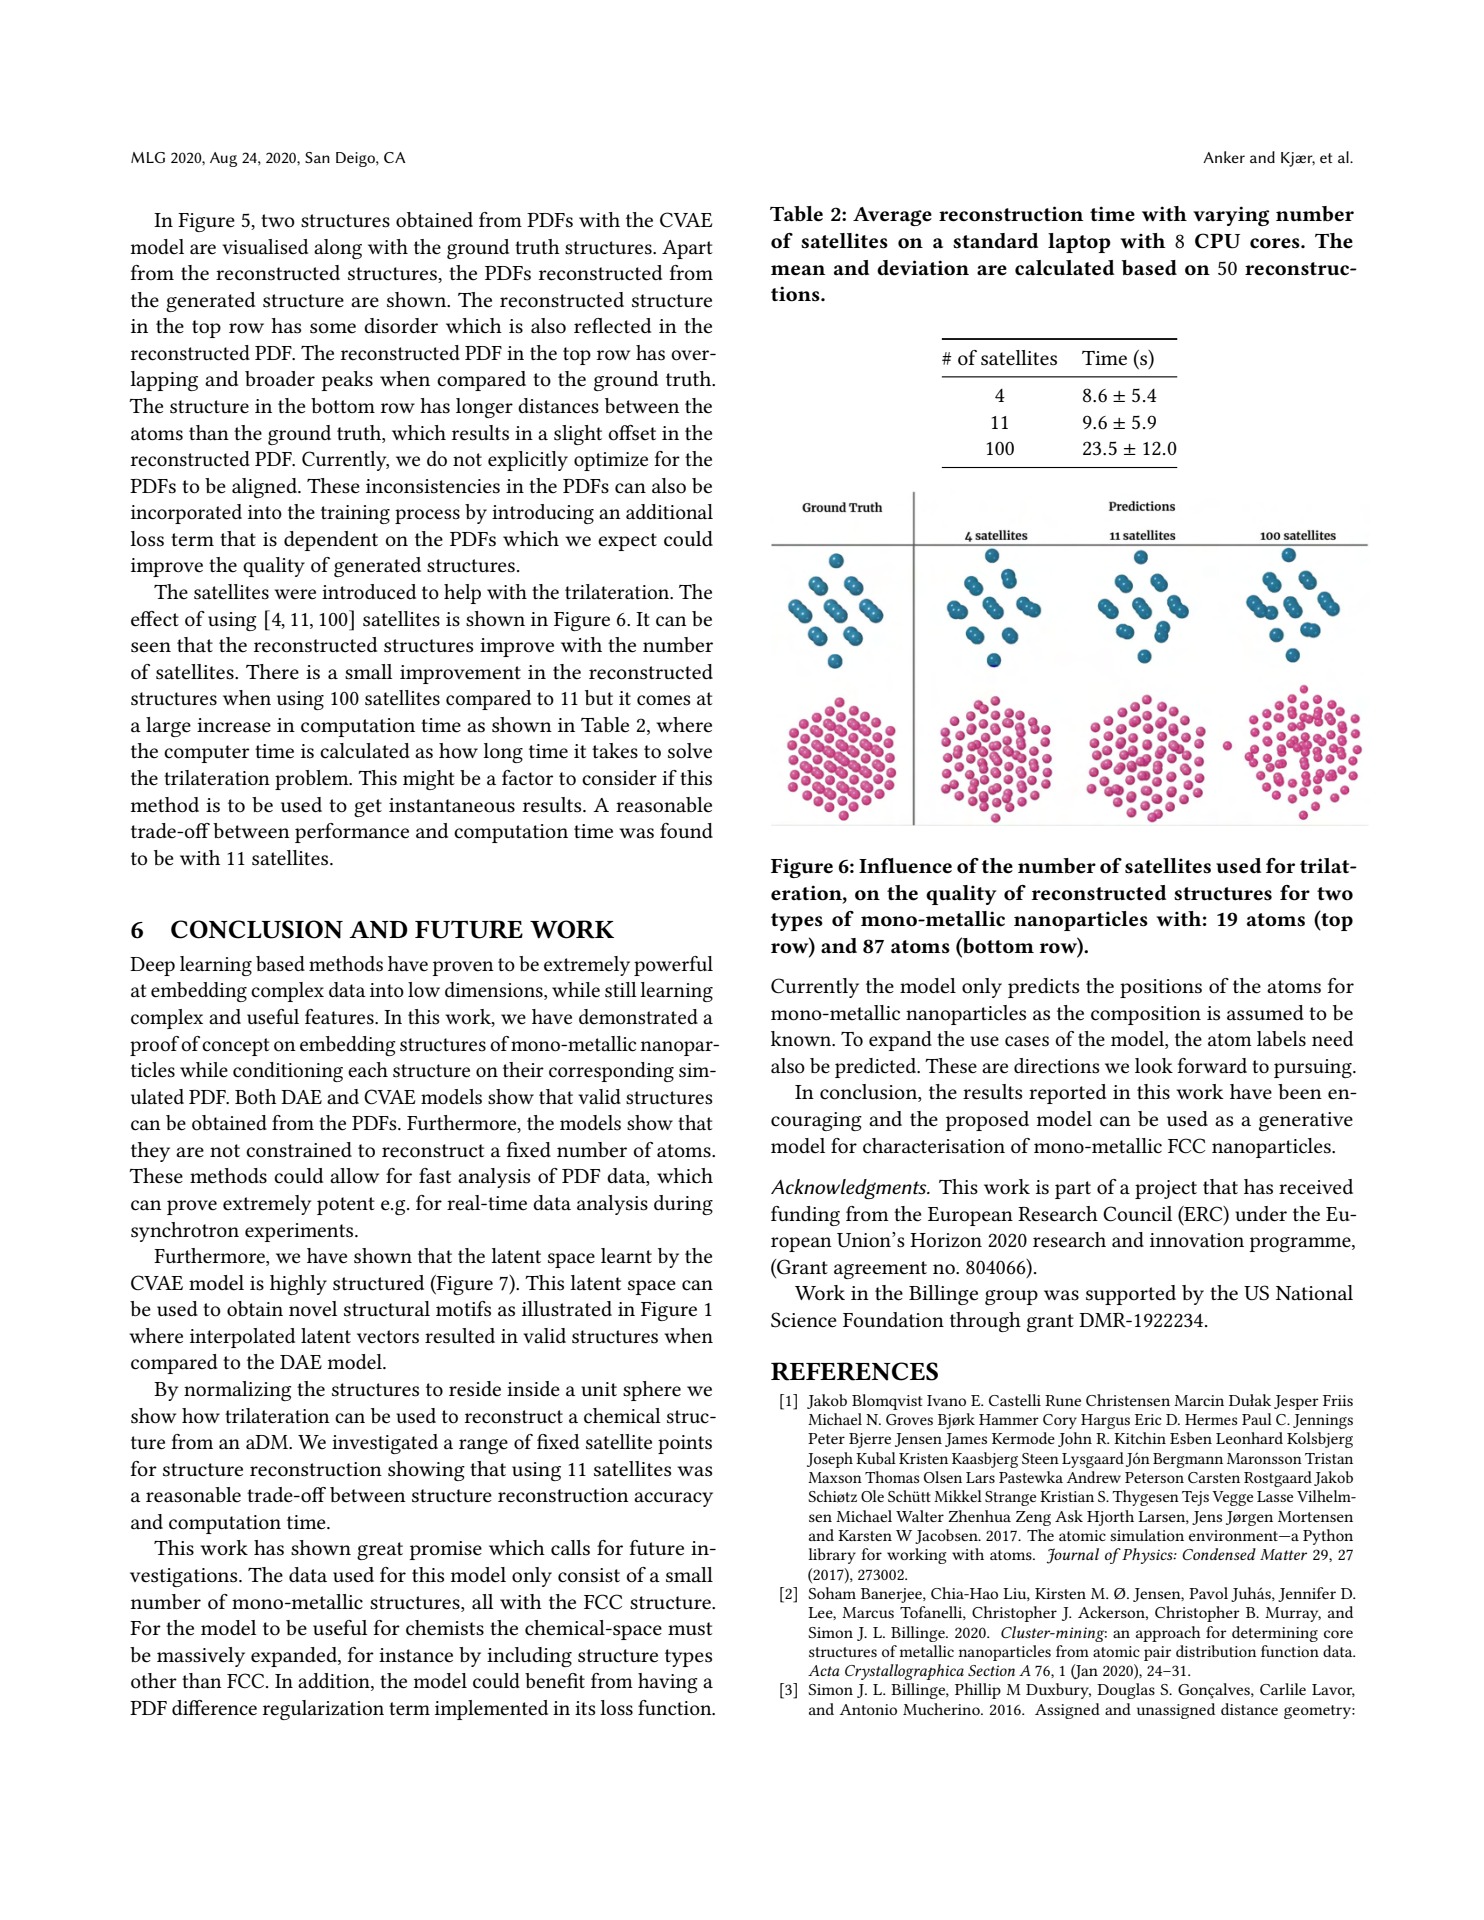 MLG 2020, Aug 24, 2020, San Deigo, CA
Anker and Kjær, et al.
In Figure 5, two structures obtained from PDFs with the CVAE
model are visualised along with the ground truth structures. Apart
from the reconstructed structures, the PDFs reconstructed from
the generated structure are shown. The reconstructed structure
in the top row has some disorder which is also reflected in the
reconstructed PDF. The reconstructed PDF in the top row has over-
lapping and broader peaks when compared to the ground truth.
The structure in the bottom row has longer distances between the
atoms than the ground truth, which results in a slight offset in the
reconstructed PDF. Currently, we do not explicitly optimize for the
PDFs to be aligned. These inconsistencies in the PDFs can also be
incorporated into the training process by introducing an additional
loss term that is dependent on the PDFs which we expect could
improve the quality of generated structures.
The satellites were introduced to help with the trilateration. The
effect of using [4, 11, 100] satellites is shown in Figure 6. It can be
seen that the reconstructed structures improve with the number
of satellites. There is a small improvement in the reconstructed
structures when using 100 satellites compared to 11 but it comes at
a large increase in computation time as shown in Table 2, where
the computer time is calculated as how long time it takes to solve
the trilateration problem. This might be a factor to consider if this
method is to be used to get instantaneous results. A reasonable
trade-off between performance and computation time was found
to be with 11 satellites.
6 CONCLUSION AND FUTURE WORK
Deep learning based methods have proven to be extremely powerful
at embedding complex data into low dimensions, while still learning
complex and useful features. In this work, we have demonstrated a
proof of concept on embedding structures of mono-metallic nanopar-
ticles while conditioning each structure on their corresponding sim-
ulated PDF. Both DAE and CVAE models show that valid structures
can be obtained from the PDFs. Furthermore, the models show that
they are not constrained to reconstruct a fixed number of atoms.
These methods could allow for fast analysis of PDF data, which
can prove extremely potent e.g. for real-time data analysis during
synchrotron experiments.
Furthermore, we have shown that the latent space learnt by the
CVAE model is highly structured (Figure 7). This latent space can
be used to obtain novel structural motifs as illustrated in Figure 1
where interpolated latent vectors resulted in valid structures when
compared to the DAE model.
By normalizing the structures to reside inside a unit sphere we
show how trilateration can be used to reconstruct a chemical struc-
ture from an aDM. We investigated a range of fixed satellite points
for structure reconstruction showing that using 11 satellites was
a reasonable trade-off between structure reconstruction accuracy
and computation time.
This work has shown great promise which calls for future in-
vestigations. The data used for this model only consist of a small
number of mono-metallic structures, all with the FCC structure.
For the model to be useful for chemists the chemical-space must
be massively expanded, for instance by including structure types
other than FCC. In addition, the model could benefit from having a
PDF difference regularization term implemented in its loss function.
Table 2: Average reconstruction time with varying number
of satellites on a standard laptop with 8 CPU cores. The
mean and deviation are calculated based on 50 reconstruc-
tions.
# of satellites Time (s)
4 8.6 ± 5.4
11 9.6 ± 5.9
100 23.5 ± 12.0
Ground Truth Predictions
4 satellites 11 satellites 100 satellites
Figure 6: Influence of the number of satellites used for trilat-
eration, on the quality of reconstructed structures for two
types of mono-metallic nanoparticles with: 19 atoms (top
row) and 87 atoms (bottom row).
Currently the model only predicts the positions of the atoms for
mono-metallic nanoparticles as the composition is assumed to be
known. To expand the use cases of the model, the atom labels need
also be predicted. These are directions we look forward to pursuing.
In conclusion, the results reported in this work have been en-
couraging and the proposed model can be used as a generative
model for characterisation of mono-metallic FCC nanoparticles.
Acknowledgments. This work is part of a project that has received
funding from the European Research Council (ERC) under the Eu-
ropean Union's Horizon 2020 research and innovation programme,
(Grant agreement no. 804066).
Work in the Billinge group was supported by the US National
Science Foundation through grant DMR-1922234.
REFERENCES
[1] Jakob Blomqvist Ivano E. Castelli Rune Christensen Marcin Dułak Jesper Friis
Michael N. Groves Bjørk Hammer Cory Hargus Eric D. Hermes Paul C. Jennings
Peter Bjerre Jensen James Kermode John R. Kitchin Esben Leonhard Kolsbjerg
Joseph Kubal Kristen Kaasbjerg Steen Lysgaard Jón Bergmann Maronsson Tristan
Maxson Thomas Olsen Lars Pastewka Andrew Peterson Carsten Rostgaard Jakob
Schiøtz Ole Schütt Mikkel Strange Kristian S. Thygesen Tejs Vegge Lasse Vilhelm-
sen Michael Walter Zhenhua Zeng Ask Hjorth Larsen, Jens Jørgen Mortensen
and Karsten W Jacobsen. 2017. The atomic simulation environment—a Python
library for working with atoms. Journal of Physics: Condensed Matter 29, 27
(2017), 273002.
[2] Soham Banerjee, Chia-Hao Liu, Kirsten M. Ø. Jensen, Pavol Juhás, Jennifer D.
Lee, Marcus Tofanelli, Christopher J. Ackerson, Christopher B. Murray, and
Simon J. L. Billinge. 2020. Cluster-mining: an approach for determining core
structures of metallic nanoparticles from atomic pair distribution function data.
Acta Crystallographica Section A 76, 1 (Jan 2020), 24–31.
[3] Simon J. L. Billinge, Phillip M Duxbury, Douglas S. Gonçalves, Carlile Lavor,
and Antonio Mucherino. 2016. Assigned and unassigned distance geometry: